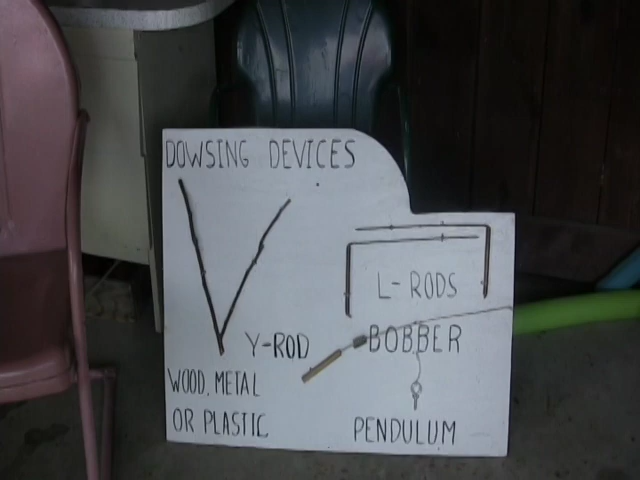 DOWSING DEVICES
L-RODS
Y-ROD
BOBBER
WOOD, METAL
OR PLASTIC
PENDULUM